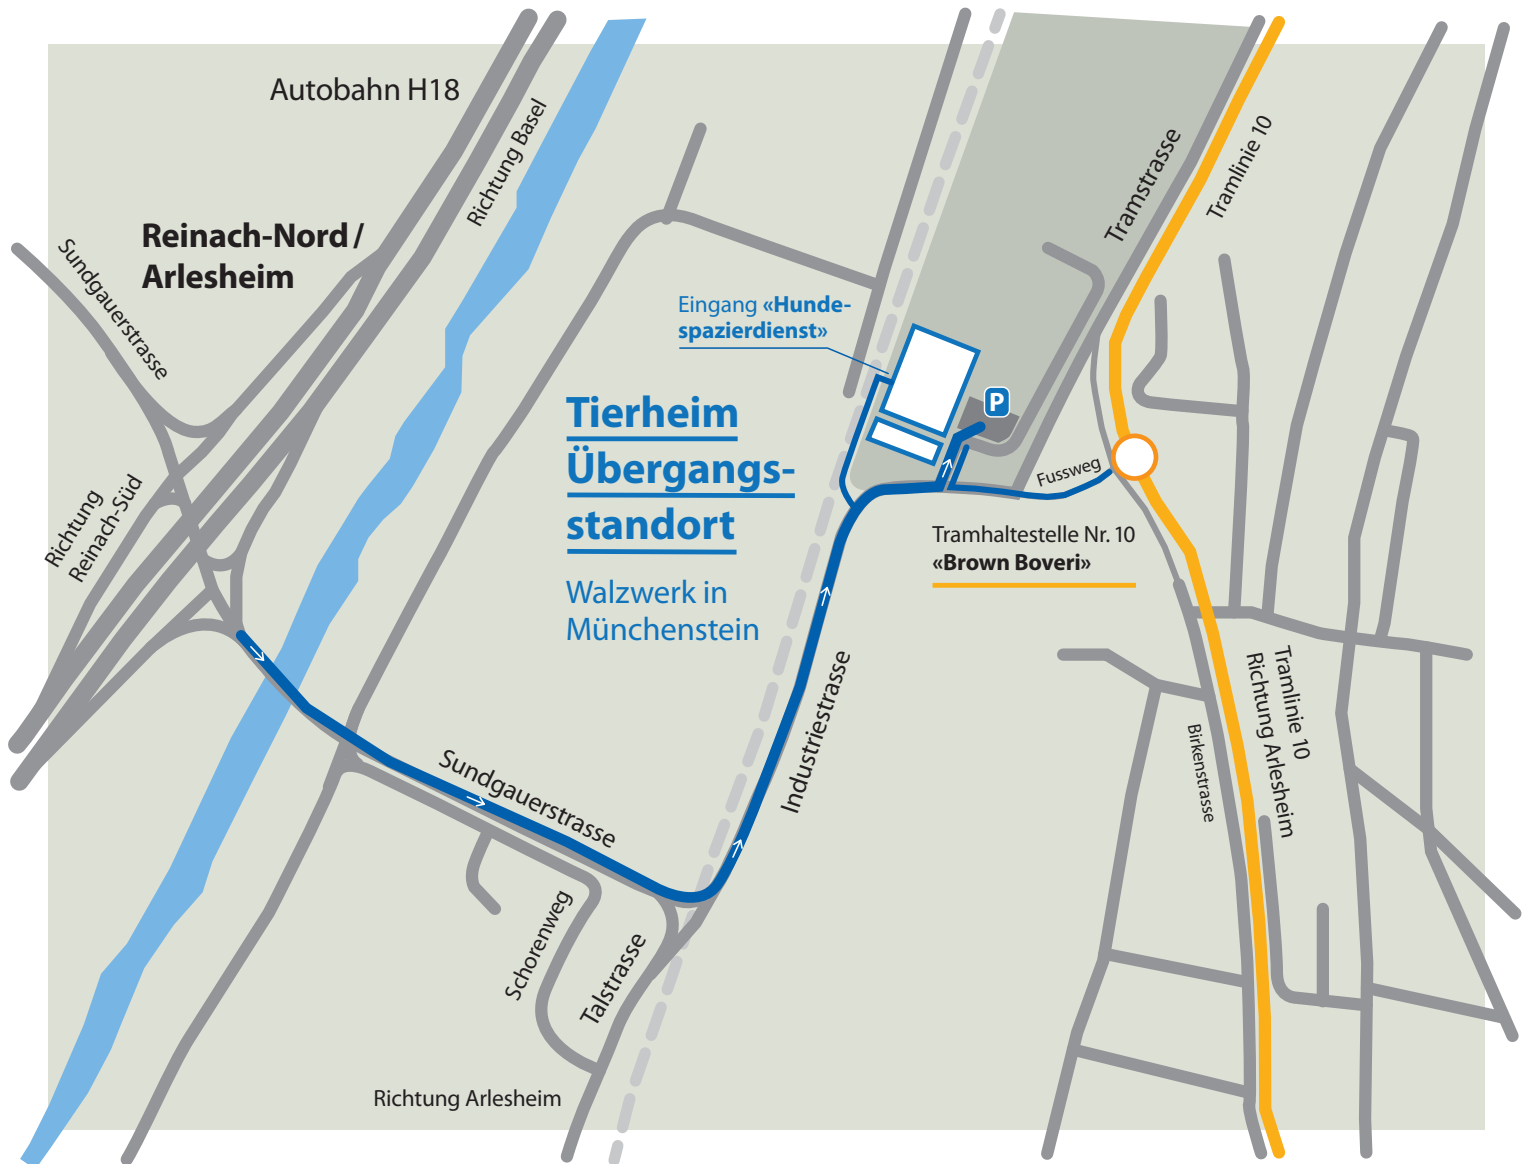 Autobahn H18
Richtung Basel
Reinach-Nord /
Arlesheim
Sundgauerstrasse
Richtung
Reinach-Süd
Eingang «Hunde-
spazierdienst»
Tierheim
Übergangs-
standort
Walzwerk in
Münchenstein
P
Tramstrasse
Tramlinie 10
Fussweg
Tramhaltestelle Nr. 10
«Brown Boveri»
Industriestrasse
Sundgauerstrasse
Schorenweg
Talstrasse
Richtung Arlesheim
Birkenstrasse
Tramlinie 10
Richtung Arlesheim